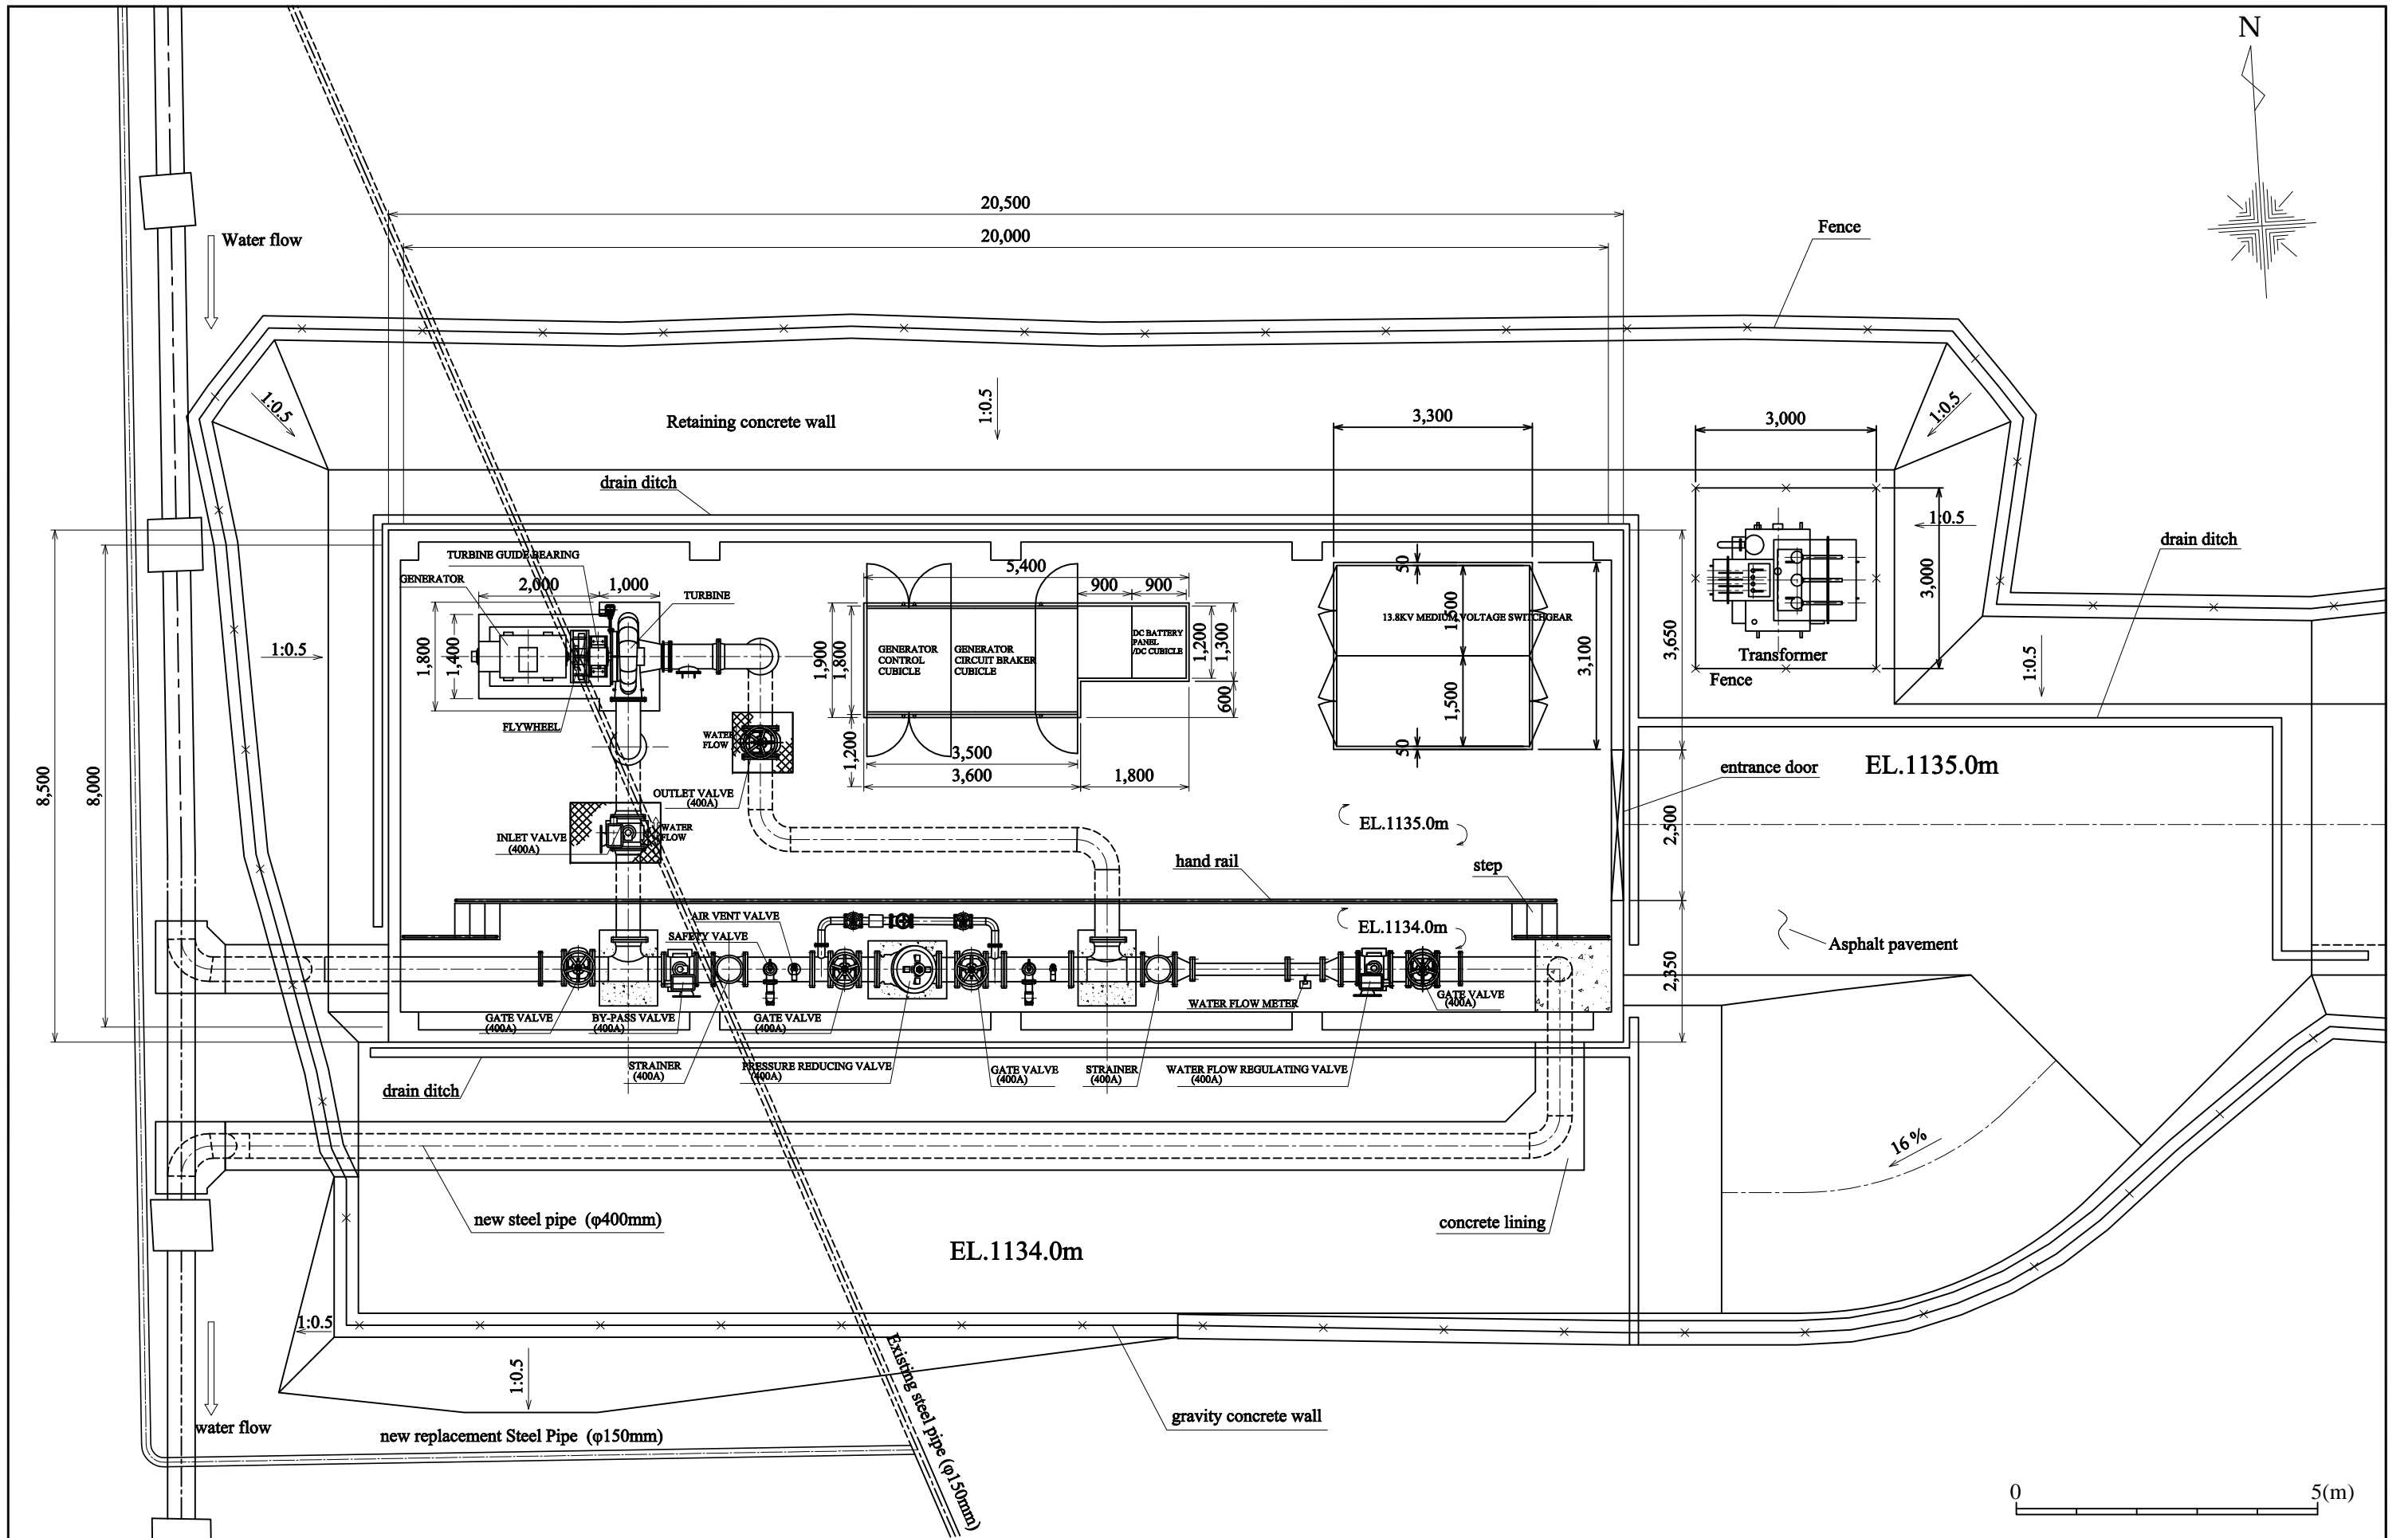 N
20,500
Water flow
Fence
20,000
1:0.5
1:0.5
1:0.5
3,300
3,000
Retaining concrete wall
drain ditch
1:0.5
drain ditch
TURBINE GUIDE BEARING
GENERATOR
2,000
1,000
TURBINE
5,400
900
900
50
1,500
13.8KV MEDIUM VOLTAGE SWITCHGEAR
3,000
1,800
1,400
1,900
1,800
GENERATOR
CONTROL
CUBICLE
GENERATOR
CIRCUIT BRAKER
CUBICLE
DC BATTERY
PANEL
/DC CUBICLE
1,200
1,300
3,100
3,650
1:0.5
Transformer
Fence
1:0.5
600
1,500
FLYWHEEL
WATER
FLOW
1,200
3,500
50
3,600
1,800
entrance door
EL.1135.0m
8,500
8,000
OUTLET VALVE
(400A)
INLET VALVE
(400A)
WATER
FLOW
EL.1135.0m
2,500
hand rail
step
AIR VENT VALVE
SAFETY VALVE
EL.1134.0m
Asphalt pavement
2,350
GATE VALVE
(400A)
BY-PASS VALVE
(400A)
GATE VALVE
(400A)
WATER FLOW METER
GATE VALVE
(400A)
STRAINER
(400A)
PRESSURE REDUCING VALVE
(400A)
GATE VALVE
(400A)
STRAINER
(400A)
WATER FLOW REGULATING VALVE
(400A)
drain ditch
16 %
new steel pipe (φ400mm)
concrete lining
EL.1134.0m
1:0.5
1:0.5
Existing steel pipe (φ150mm)
water flow
new replacement Steel Pipe (φ150mm)
gravity concrete wall
0
5(m)